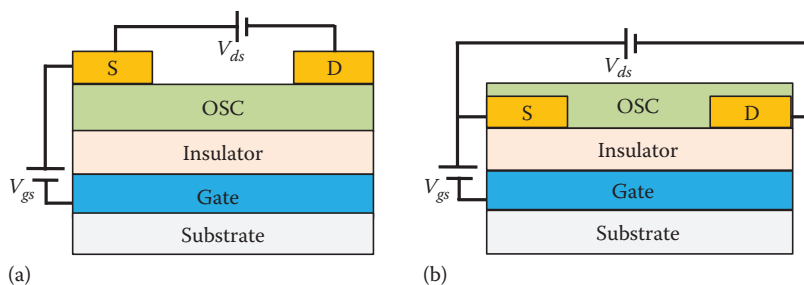 V_ds
S
D
OSC
Insulator
V_gs
Gate
Substrate
(a)
V_ds
OSC
S
D
Insulator
V_gs
Gate
Substrate
(b)